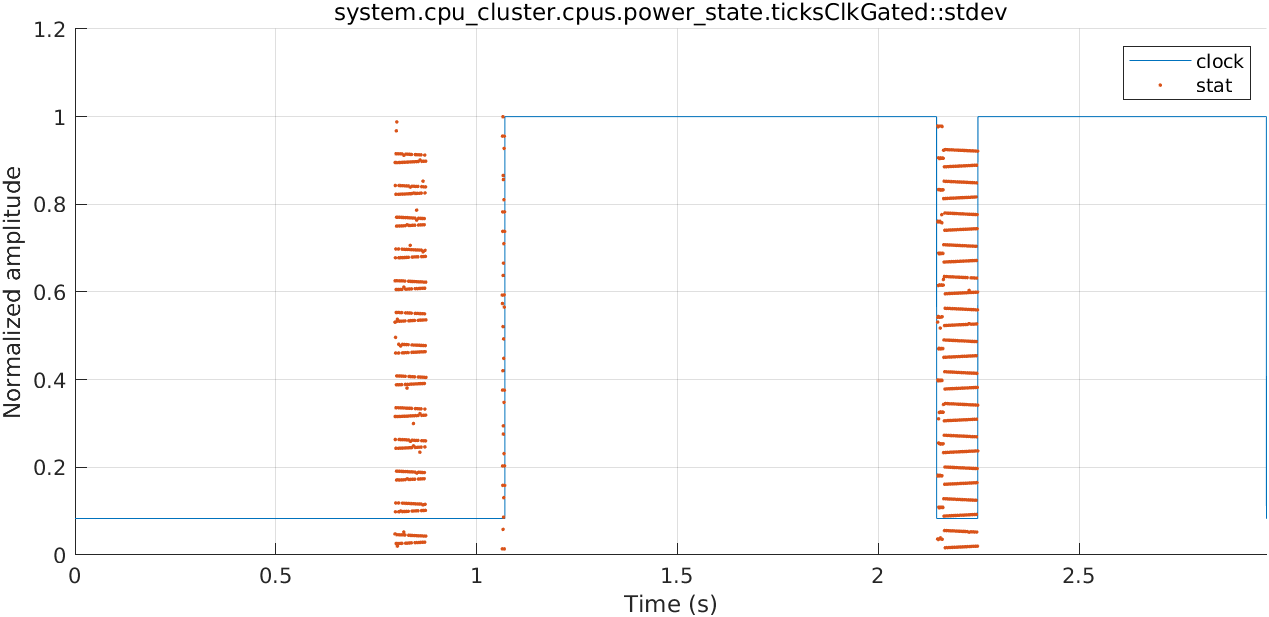 system.cpu_cluster.cpus.power_state.ticksClkGated::stdev
1.2
1
0.8
0.6
0.4
0.2
0
Normalized amplitude
clock
stat
0
0.5
1
1.5
2
2.5
Time (s)